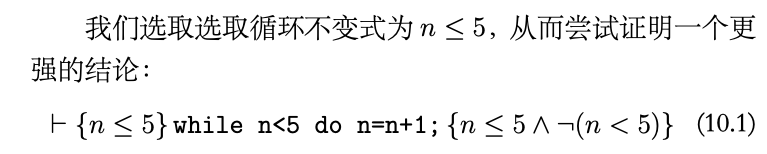 我们选取选取循环不变式为 n ≤ 5, 从而尝试证明一个更
强的结论:
⊢ {n ≤ 5} while n<5 do n=n+1; {n ≤ 5 ∧ ¬(n < 5)} (10.1)